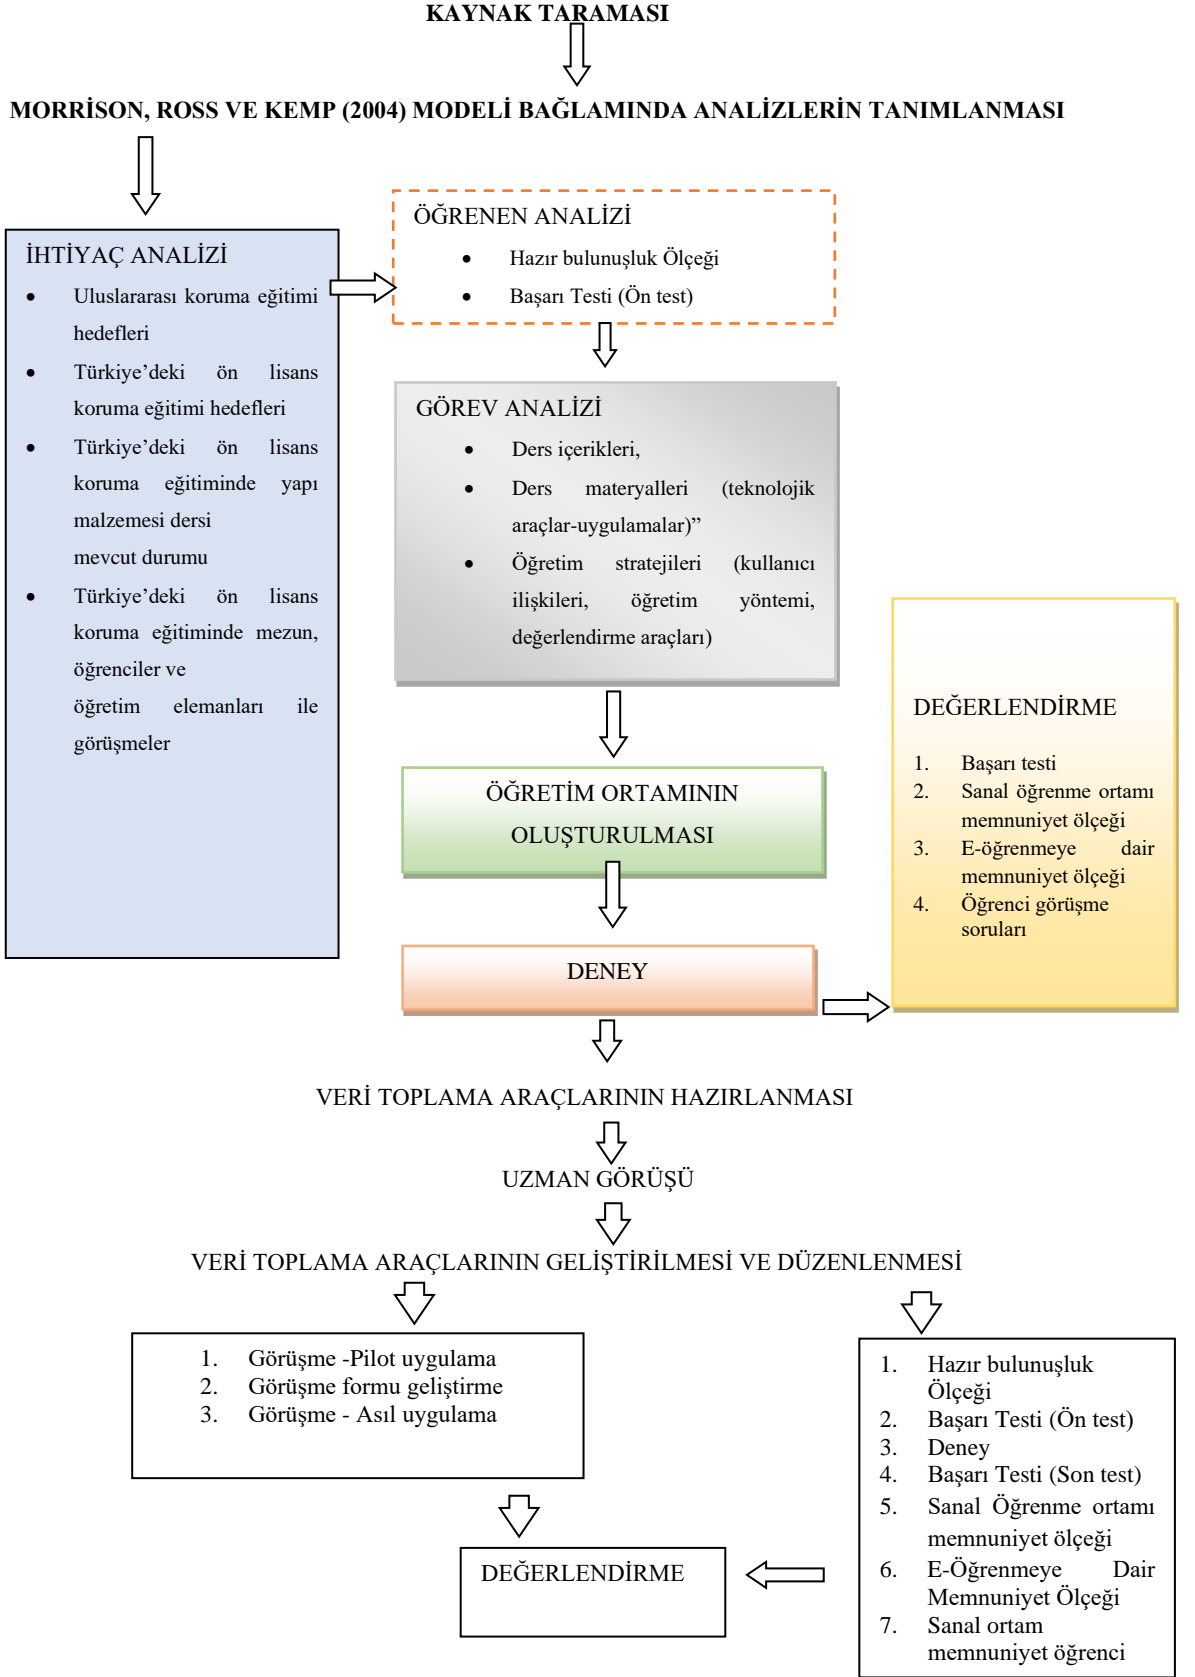 KAYNAK TARAMASI
MORRİSON, ROSS VE KEMP (2004) MODELİ BAĞLAMINDA ANALİZLERİN TANIMLANMASI
İHTİYAÇ ANALİZİ
• Uluslararası koruma eğitimi
hedefleri
• Türkiye’deki ön lisans
koruma eğitimi hedefleri
• Türkiye’deki ön lisans
koruma eğitiminde yapı
malzemesi dersi
mevcut durumu
• Türkiye’deki ön lisans
koruma eğitiminde mezun,
öğrenciler ve
öğretim elemanları ile
görüşmeler
ÖĞRENEN ANALİZİ
• Hazır bulunuşluk Ölçeği
• Başarı Testi (Ön test)
GÖREV ANALİZİ
• Ders içerikleri,
• Ders materyalleri (teknolojik
araçlar-uygulamalar)”
• Öğretim stratejileri (kullanıcı
ilişkileri, öğretim yöntemi,
değerlendirme araçları)
ÖĞRETİM ORTAMININ
OLUŞTURULMASI
DENEY
DEĞERLENDİRME
1. Başarı testi
2. Sanal öğrenme ortamı
memnuniyet ölçeği
3. E-öğrenmeye dair
memnuniyet ölçeği
4. Öğrenci görüşme
soruları
VERİ TOPLAMA ARAÇLARININ HAZIRLANMASI
UZMAN GÖRÜŞÜ
VERİ TOPLAMA ARAÇLARININ GELİŞTİRİLMESİ VE DÜZENLENMESİ
1. Görüşme -Pilot uygulama
2. Görüşme formu geliştirme
3. Görüşme - Asıl uygulama
1. Hazır bulunuşluk
Ölçeği
2. Başarı Testi (Ön test)
3. Deney
4. Başarı Testi (Son test)
5. Sanal Öğrenme ortamı
memnuniyet ölçeği
6. E-Öğrenmeye Dair
Memnuniyet Ölçeği
7. Sanal ortam
memnuniyet öğrenci
DEĞERLENDİRME